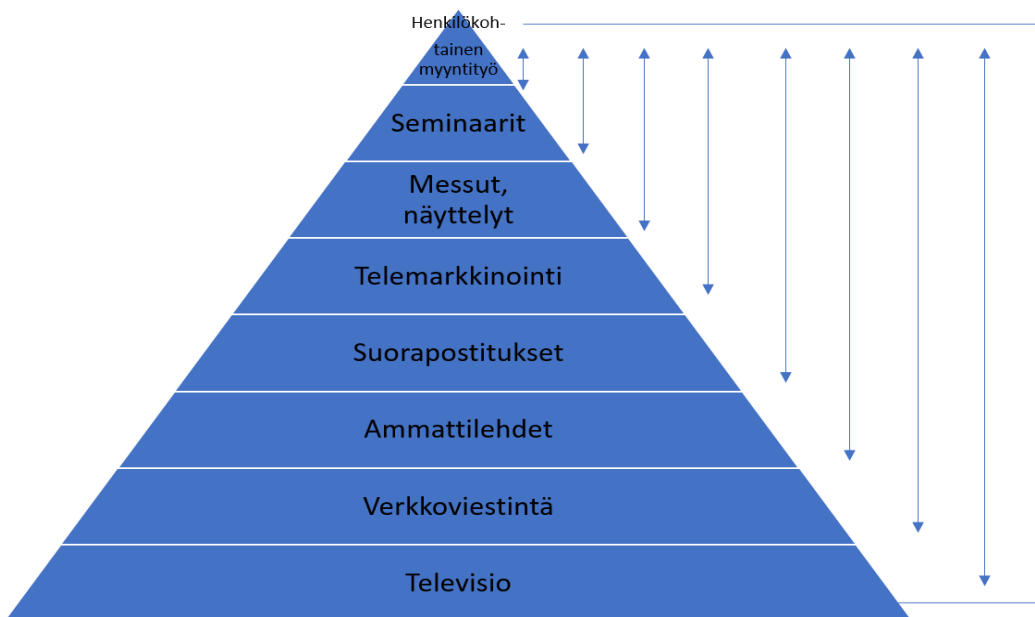 Henkilökoh-
tainen
myyntityö
Seminaarit
Messut,
näyttelyt
Telemarkkinointi
Suorapostitukset
Ammattilehdet
Verkkoviestintä
Televisio